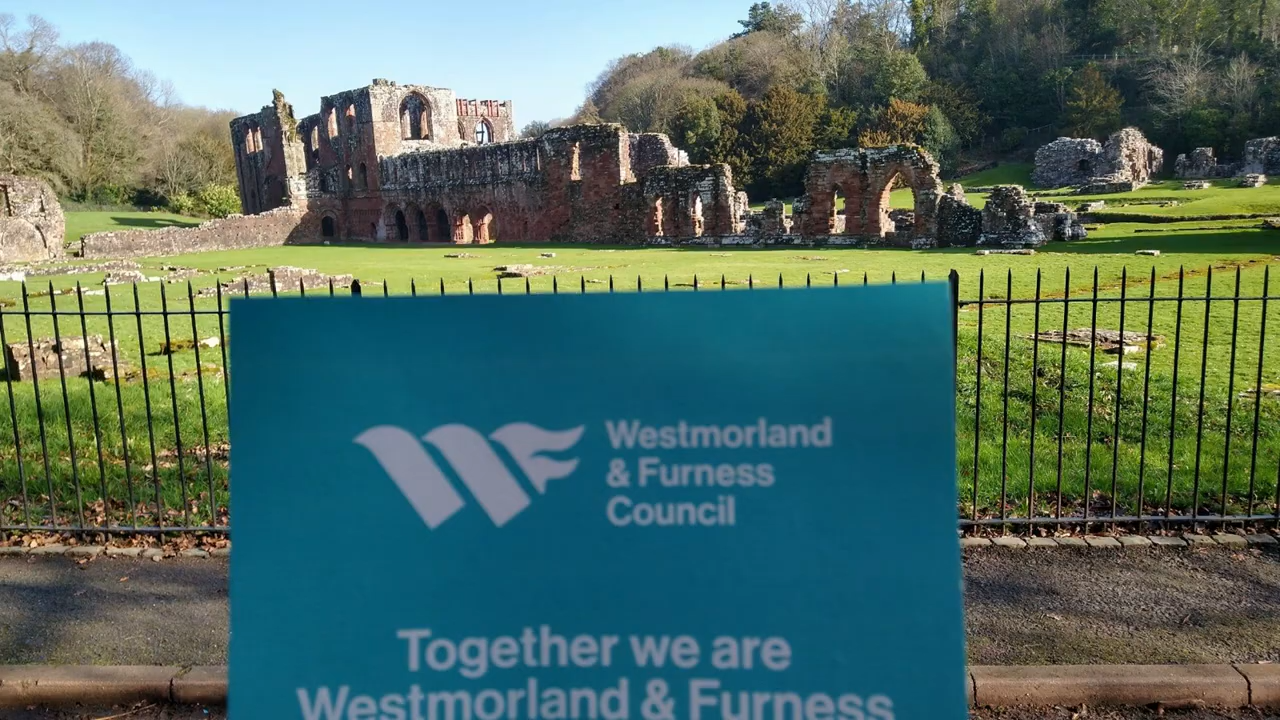 Westmorland
& Furness
Council
Together we are
Westmorland & Furness